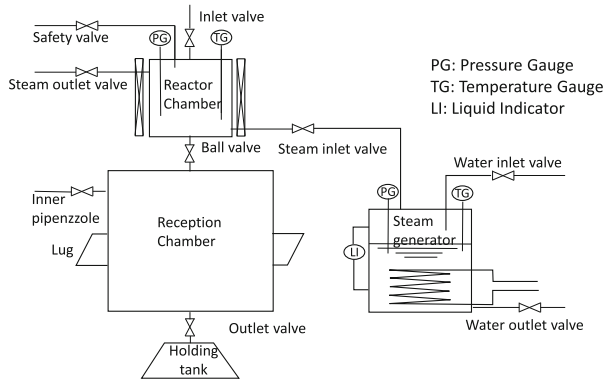 Inlet valve
Safety valve
PG
TG
Steam outlet valve
Reactor
Chamber
PG: Pressure Gauge
TG: Temperature Gauge
LI: Liquid Indicator
Ball valve
Steam inlet valve
Water inlet valve
Inner
pipenzzole
PG
TG
Reception
Chamber
Steam
generator
Lug
LI
Outlet valve
Water outlet valve
Holding
tank